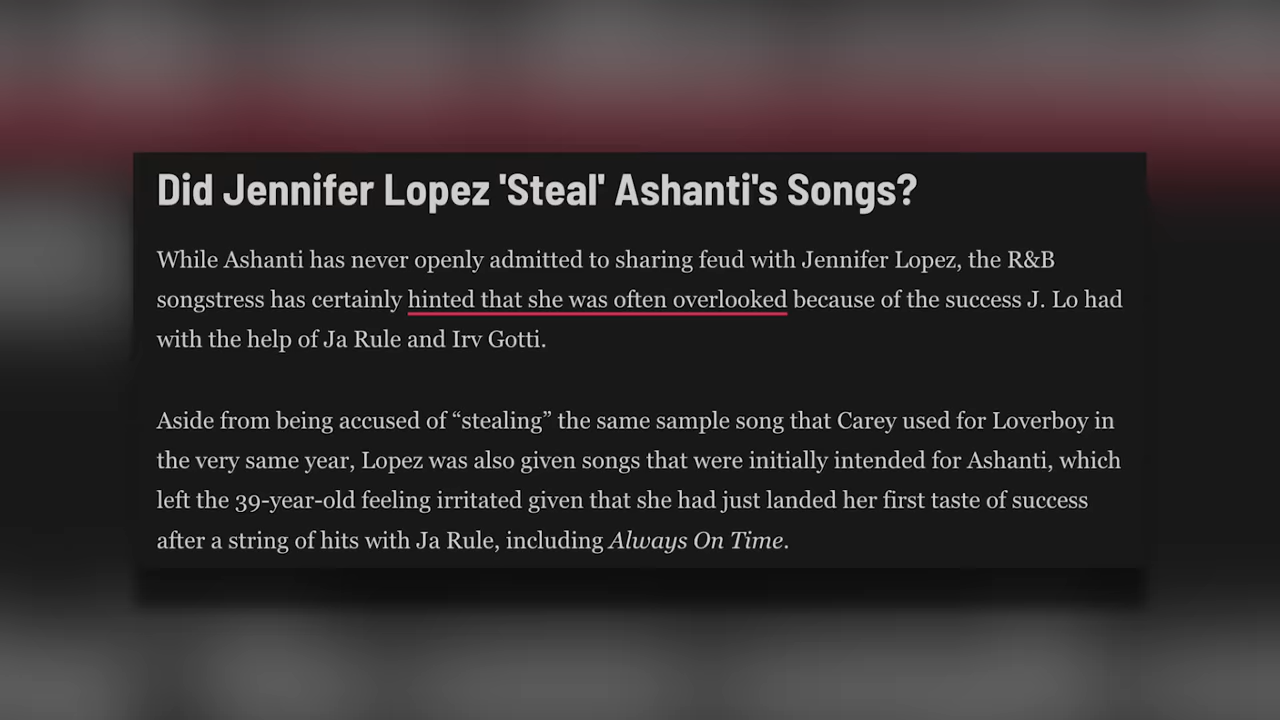 Did Jennifer Lopez 'Steal' Ashanti's Songs?
While Ashanti has never openly admitted to sharing feud with Jennifer Lopez, the R&B
songstress has certainly hinted that she was often overlooked because of the success J. Lo had
with the help of Ja Rule and Irv Gotti.
Aside from being accused of “stealing” the same sample song that Carey used for Loverboy in
the very same year, Lopez was also given songs that were initially intended for Ashanti, which
left the 39-year-old feeling irritated given that she had just landed her first taste of success
after a string of hits with Ja Rule, including Always On Time.